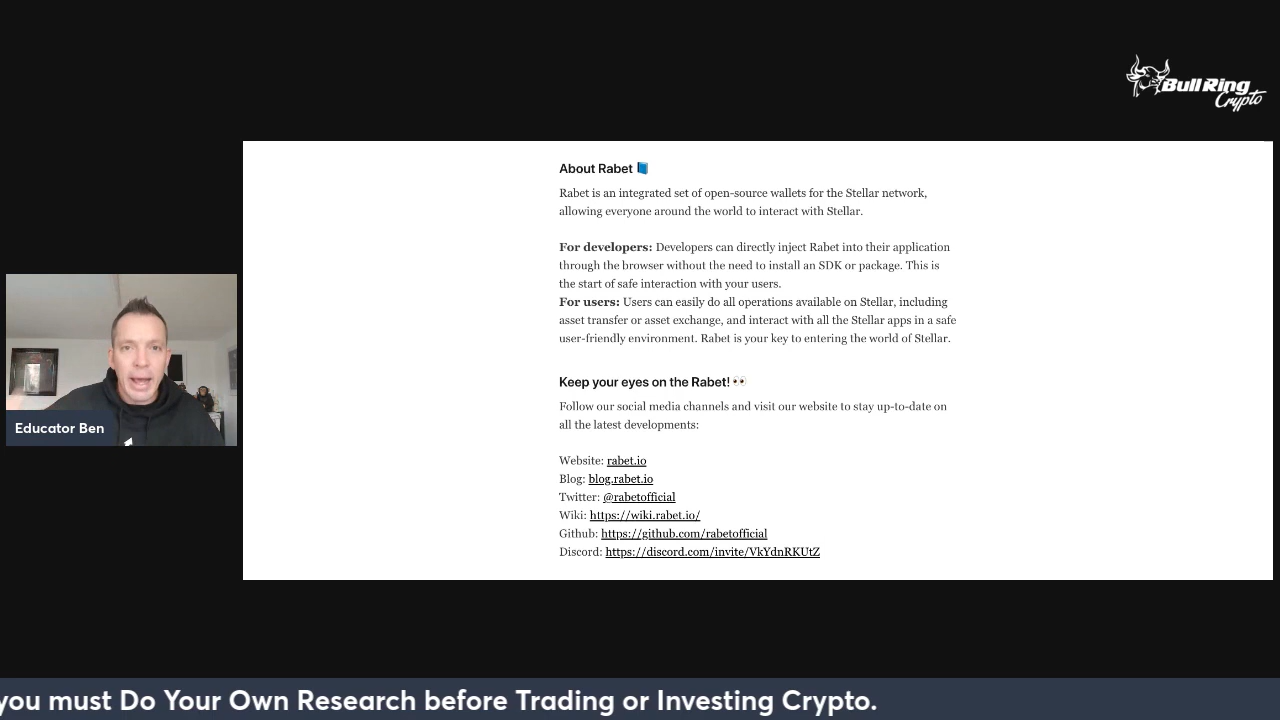 Bull Ring
Crypto
About Rabet 📘
Rabet is an integrated set of open-source wallets for the Stellar network,
allowing everyone around the world to interact with Stellar.
For developers: Developers can directly inject Rabet into their application
through the browser without the need to install an SDK or package. This is
the start of safe interaction with your users.
For users: Users can easily do all operations available on Stellar, including
asset transfer or asset exchange, and interact with all the Stellar apps in a safe
user-friendly environment. Rabet is your key to entering the world of Stellar.
Keep your eyes on the Rabet! 👀
Follow our social media channels and visit our website to stay up-to-date on
all the latest developments:
Website: rabet.io
Blog: blog.rabet.io
Twitter: @rabetofficial
Wiki: https://wiki.rabet.io/
Github: https://github.com/rabetofficial
Discord: https://discord.com/invite/VkYdnRKUtZ
Educator Ben
you must Do Your Own Research before Trading or Investing Crypto.